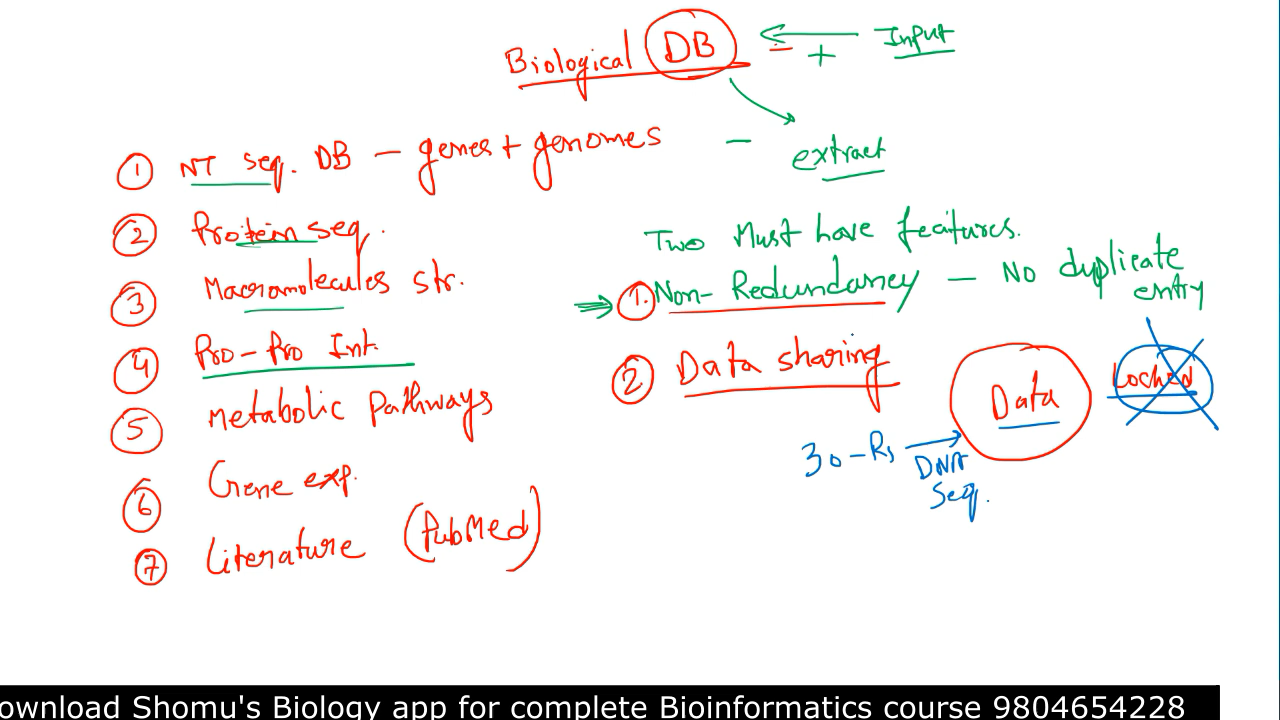 Biological DB
+ Input
extract
① NT seq. DB – genes + genomes –
② Protein seq.
③ Macromolecules str.
④ Pro-Pro Int.
⑤ Metabolic Pathways
⑥ Gene exp.
⑦ Literature (PubMed)
Two Must have features.
1. Non-Redundancy – No duplicate entry
② Data sharing
Data
Locked
30 – Rs
DNA
Seq.
ownload Shomu's Biology app for complete Bioinformatics course 9804654228